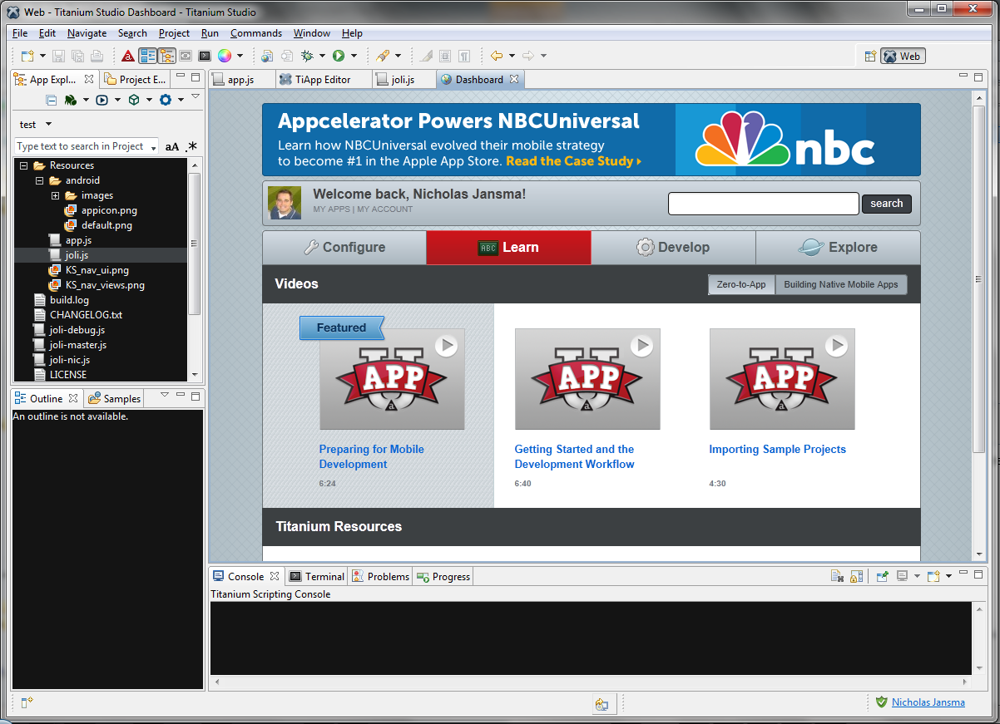 Web - Titanium Studio Dashboard - Titanium Studio
File Edit Navigate Search Project Run Commands Window Help
Web
App Expl... Project E...
app.js TiApp Editor joli.js Dashboard
test
Type text to search in Project aA .*
Resources
android
images
appicon.png
default.png
app.js
joli.js
KS_nav_ui.png
KS_nav_views.png
build.log
CHANGELOG.txt
joli-debug.js
joli-master.js
joli-nic.js
LICENSE
Outline Samples
An outline is not available.
Appcelerator Powers NBCUniversal
Learn how NBCUniversal evolved their mobile strategy
to become #1 in the Apple App Store. Read the Case Study
nbc
Welcome back, Nicholas Jansma!
MY APPS | MY ACCOUNT
search
Configure ABC Learn Develop Explore
Videos Zero-to-App Building Native Mobile Apps
Featured
U APP a
U APP a
U APP a
Preparing for Mobile
Development
6:24
Getting Started and the
Development Workflow
6:40
Importing Sample Projects
4:30
Titanium Resources
Console Terminal Problems Progress
Titanium Scripting Console
Nicholas Jansma